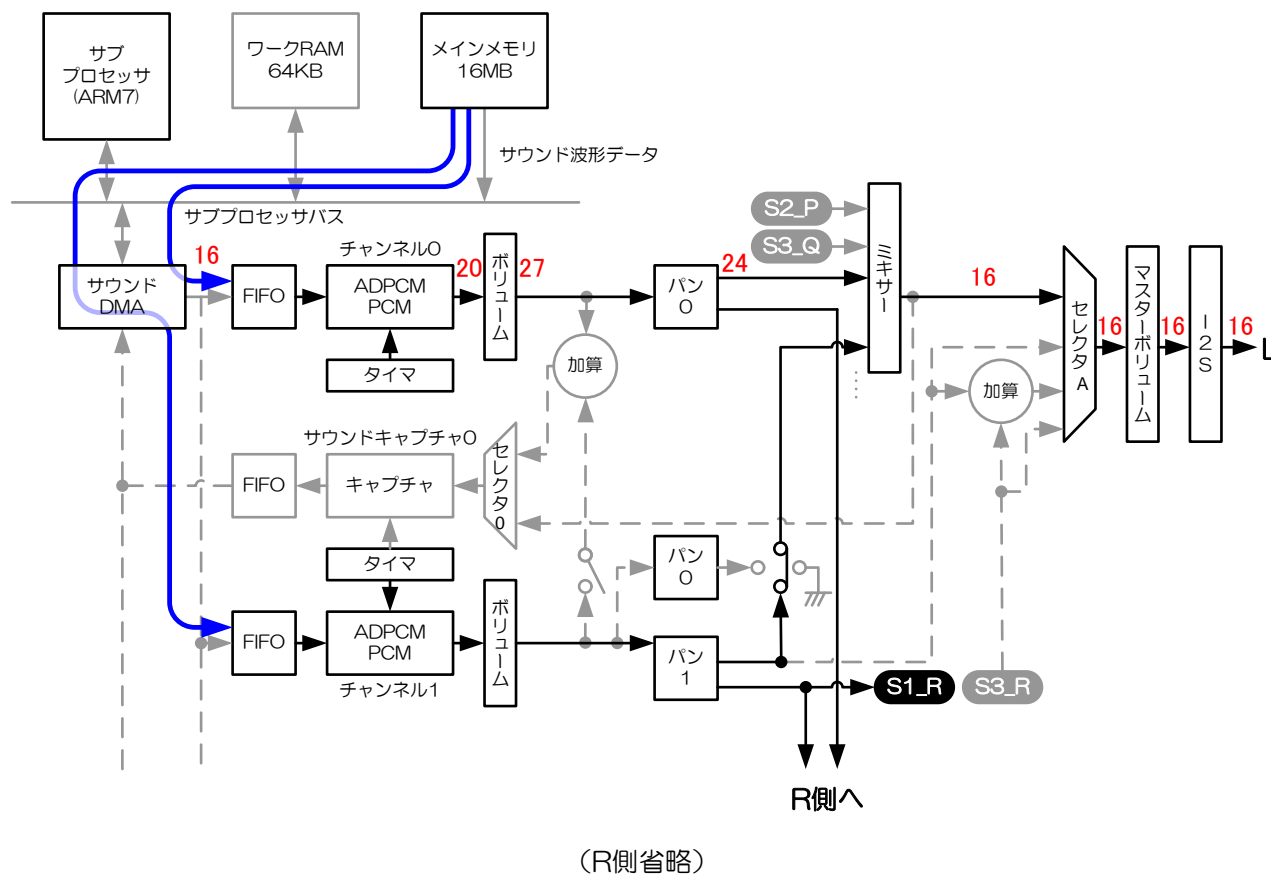 サブ
プロセッサ
(ARM7)
ワークRAM
64KB
メインメモリ
16MB
サウンド波形データ
サブプロセッサバス
S2_P
S3_Q
ミキサー
チャンネル0
16
20
27
24
16
サウンド
DMA
FIFO
ADPCM
PCM
ボリューム
パン
0
タイマ
加算
セレクタ
A
16
マスターボリューム
16
I2S
16
L
加算
サウンドキャプチャ0
FIFO
キャプチャ
セレクタ
0
タイマ
パン
0
FIFO
ADPCM
PCM
ボリューム
パン
1
チャンネル1
S1_R
S3_R
R側へ
（R側省略）